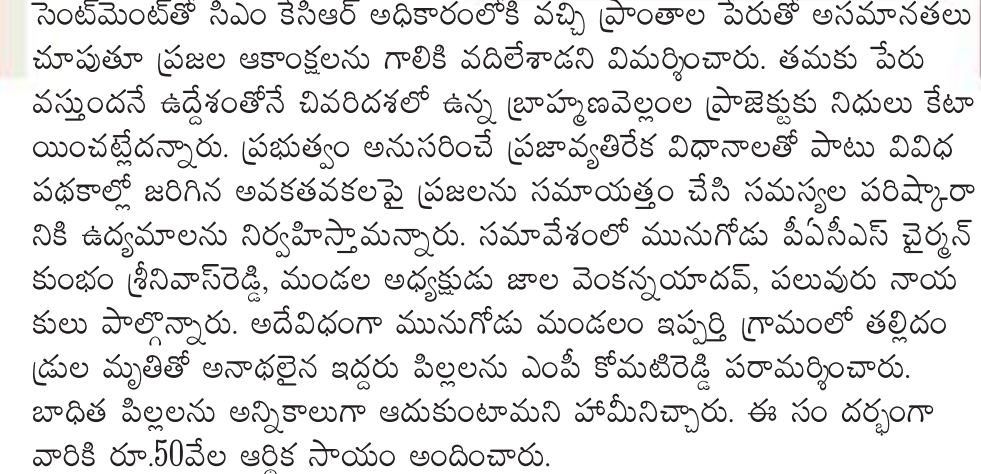 సెంట్‌మెంట్‌తో సీఎం కేసీఆర్ అధికారంలోకి వచ్చి ప్రాంతాల పేరుతో అసమానతలు
చూపుతూ ప్రజల ఆకాంక్షలను గాలికి వదిలేశాడని విమర్శించారు. తమకు పేరు
వస్తుందనే ఉద్దేశంతోనే చివరిదశలో ఉన్న బ్రాహ్మణవెల్లంల ప్రాజెక్టుకు నిధులు కేటా
యించట్లేదన్నారు. ప్రభుత్వం అనుసరించే ప్రజావ్యతిరేక విధానాలతో పాటు వివిధ
పథకాల్లో జరిగిన అవకతవకలపై ప్రజలను సమాయత్తం చేసి సమస్యల పరిష్కారా
నికి ఉద్యమాలను నిర్వహిస్తామన్నారు. సమావేశంలో మునుగోడు పీఏసీఎస్ చైర్మన్
కుంభం శ్రీనివాస్‌రెడ్డి, మండల అధ్యక్షుడు జాల వెంకన్నయాదవ్, పలువురు నాయ
కులు పాల్గొన్నారు. అదేవిధంగా మునుగోడు మండలం ఇప్పర్తి గ్రామంలో తల్లిదం
డ్రుల మృతితో అనాథలైన ఇద్దరు పిల్లలను ఎంపీ కోమటిరెడ్డి పరామర్శించారు.
బాధిత పిల్లలను అన్నికాలుగా ఆదుకుంటామని హామీనిచ్చారు. ఈ సం దర్భంగా
వారికి రూ.50వేల ఆర్థిక సాయం అందించారు.